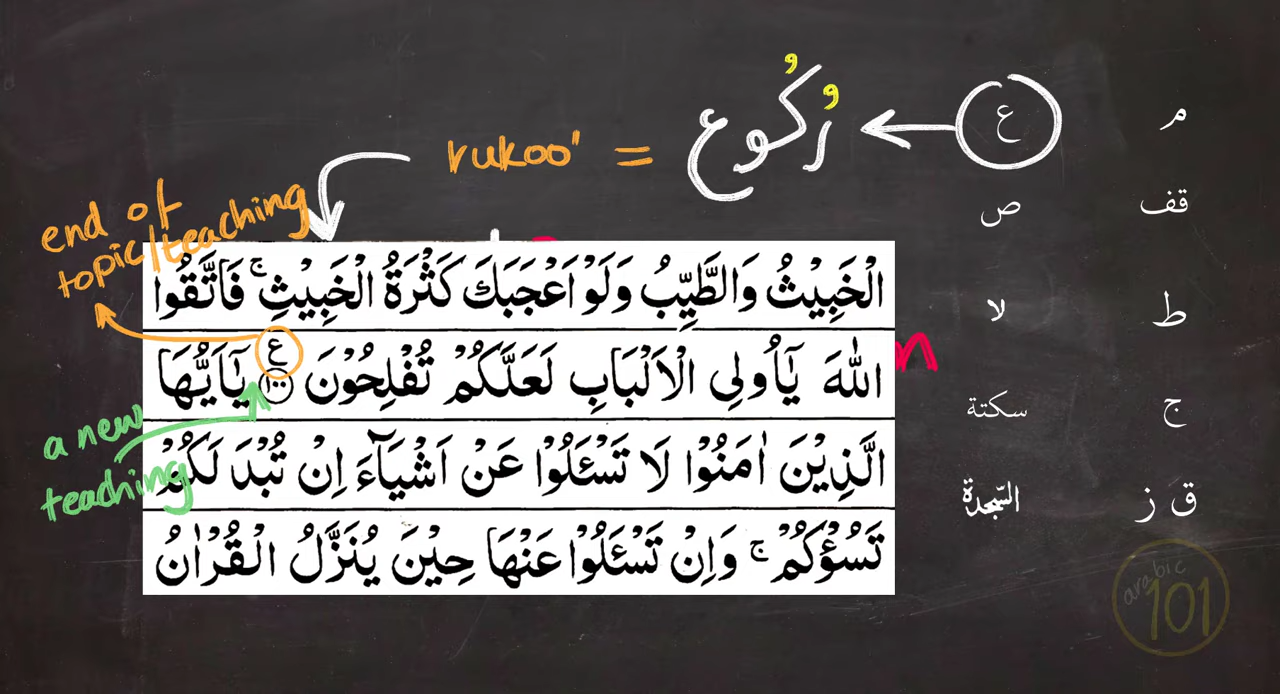 رُكُوع
rukoo' =
end of
topic/teaching
a new
teaching
الْخَبِيْثُ وَالطَّيِّبُ وَلَوْ اَعْجَبَكَ كَثْرَةُ الْخَبِيْثِ ۚ فَاتَّقُوا
اللّٰهَ يٰۤاُولِى الْاَلْبَابِ لَعَلَّكُمْ تُفْلِحُوْنَ ع ١٠٠ يٰۤاَيُّهَا
الَّذِيْنَ اٰمَنُوْا لَا تَسْـَٔلُوْا عَنْ اَشْيَآءَ اِنْ تُبْدَ لَكُمْ
تَسُؤْكُمْ ۚ وَاِنْ تَسْـَٔلُوْا عَنْهَا حِيْنَ يُنَزَّلُ الْقُرْاٰنُ
م ع
قف ص
ط لا
ج سكتة
ق ز السّجدة
arabic
101